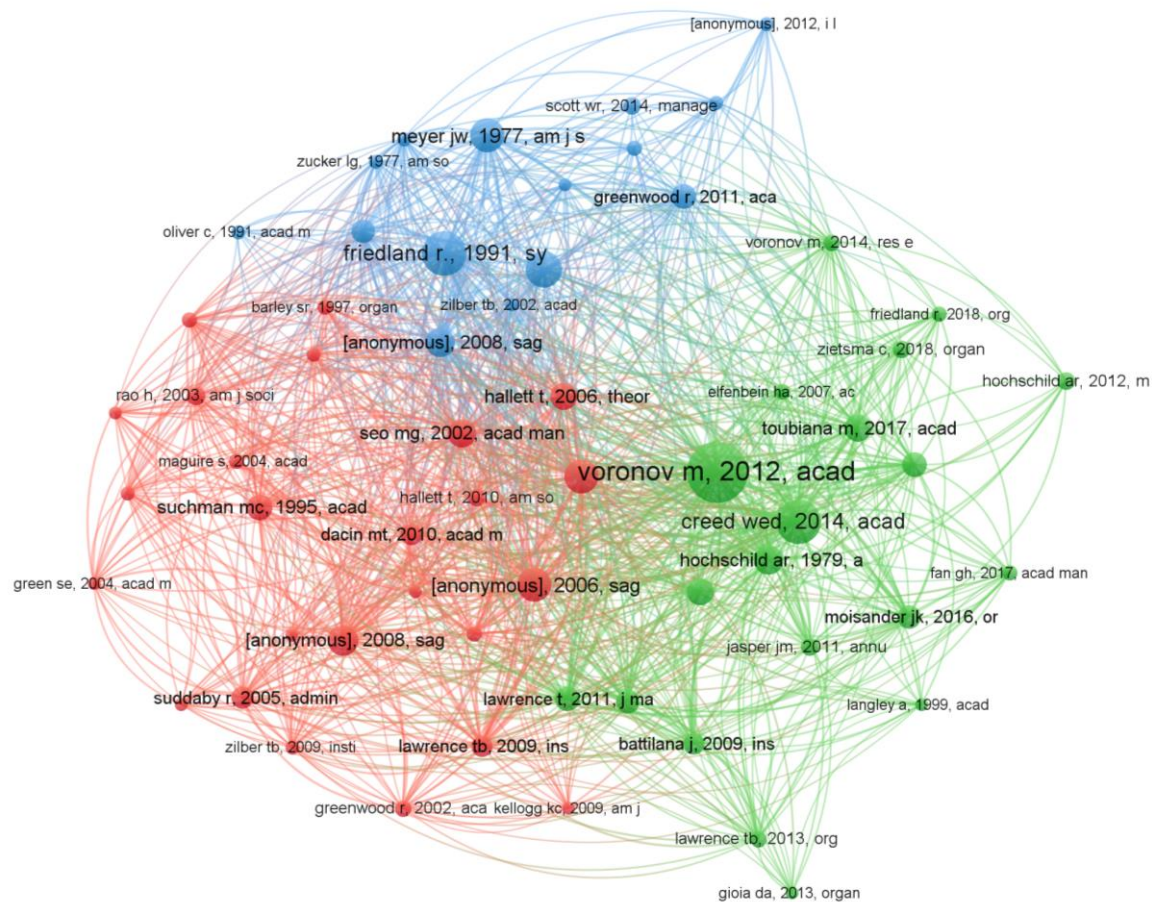 [anonymous], 2012, i l
scott wr, 2014, manage
meyer jw, 1977, am j s
zucker lg, 1977, am so
greenwood r, 2011, aca
oliver c, 1991, acad m
voronov m, 2014, res e
friedland r., 1991, sy
barley sr, 1997, organ
zilber tb, 2002, acad
friedland r, 2018, org
[anonymous], 2008, sag
zietsma c, 2018, organ
hochschild ar, 2012, m
rao h, 2003, am j soci
hallett t, 2006, theor
elfenbein ha, 2007, ac
seo mg, 2002, acad man
toubiana m, 2017, acad
maguire s, 2004, acad
voronov m, 2012, acad
hallett t, 2010, am so
suchman mc, 1995, acad
creed wed, 2014, acad
dacin mt, 2010, acad m
hochschild ar, 1979, a
fan gh, 2017, acad man
green se, 2004, acad m
[anonymous], 2006, sag
moisander jk, 2016, or
[anonymous], 2008, sag
jasper jm, 2011, annu
suddaby r, 2005, admin
lawrence t, 2011, j ma
langley a, 1999, acad
zilber tb, 2009, insti
lawrence tb, 2009, ins
battilana j, 2009, ins
greenwood r, 2002, aca
kellogg kc, 2009, am j
lawrence tb, 2013, org
gioia da, 2013, organ